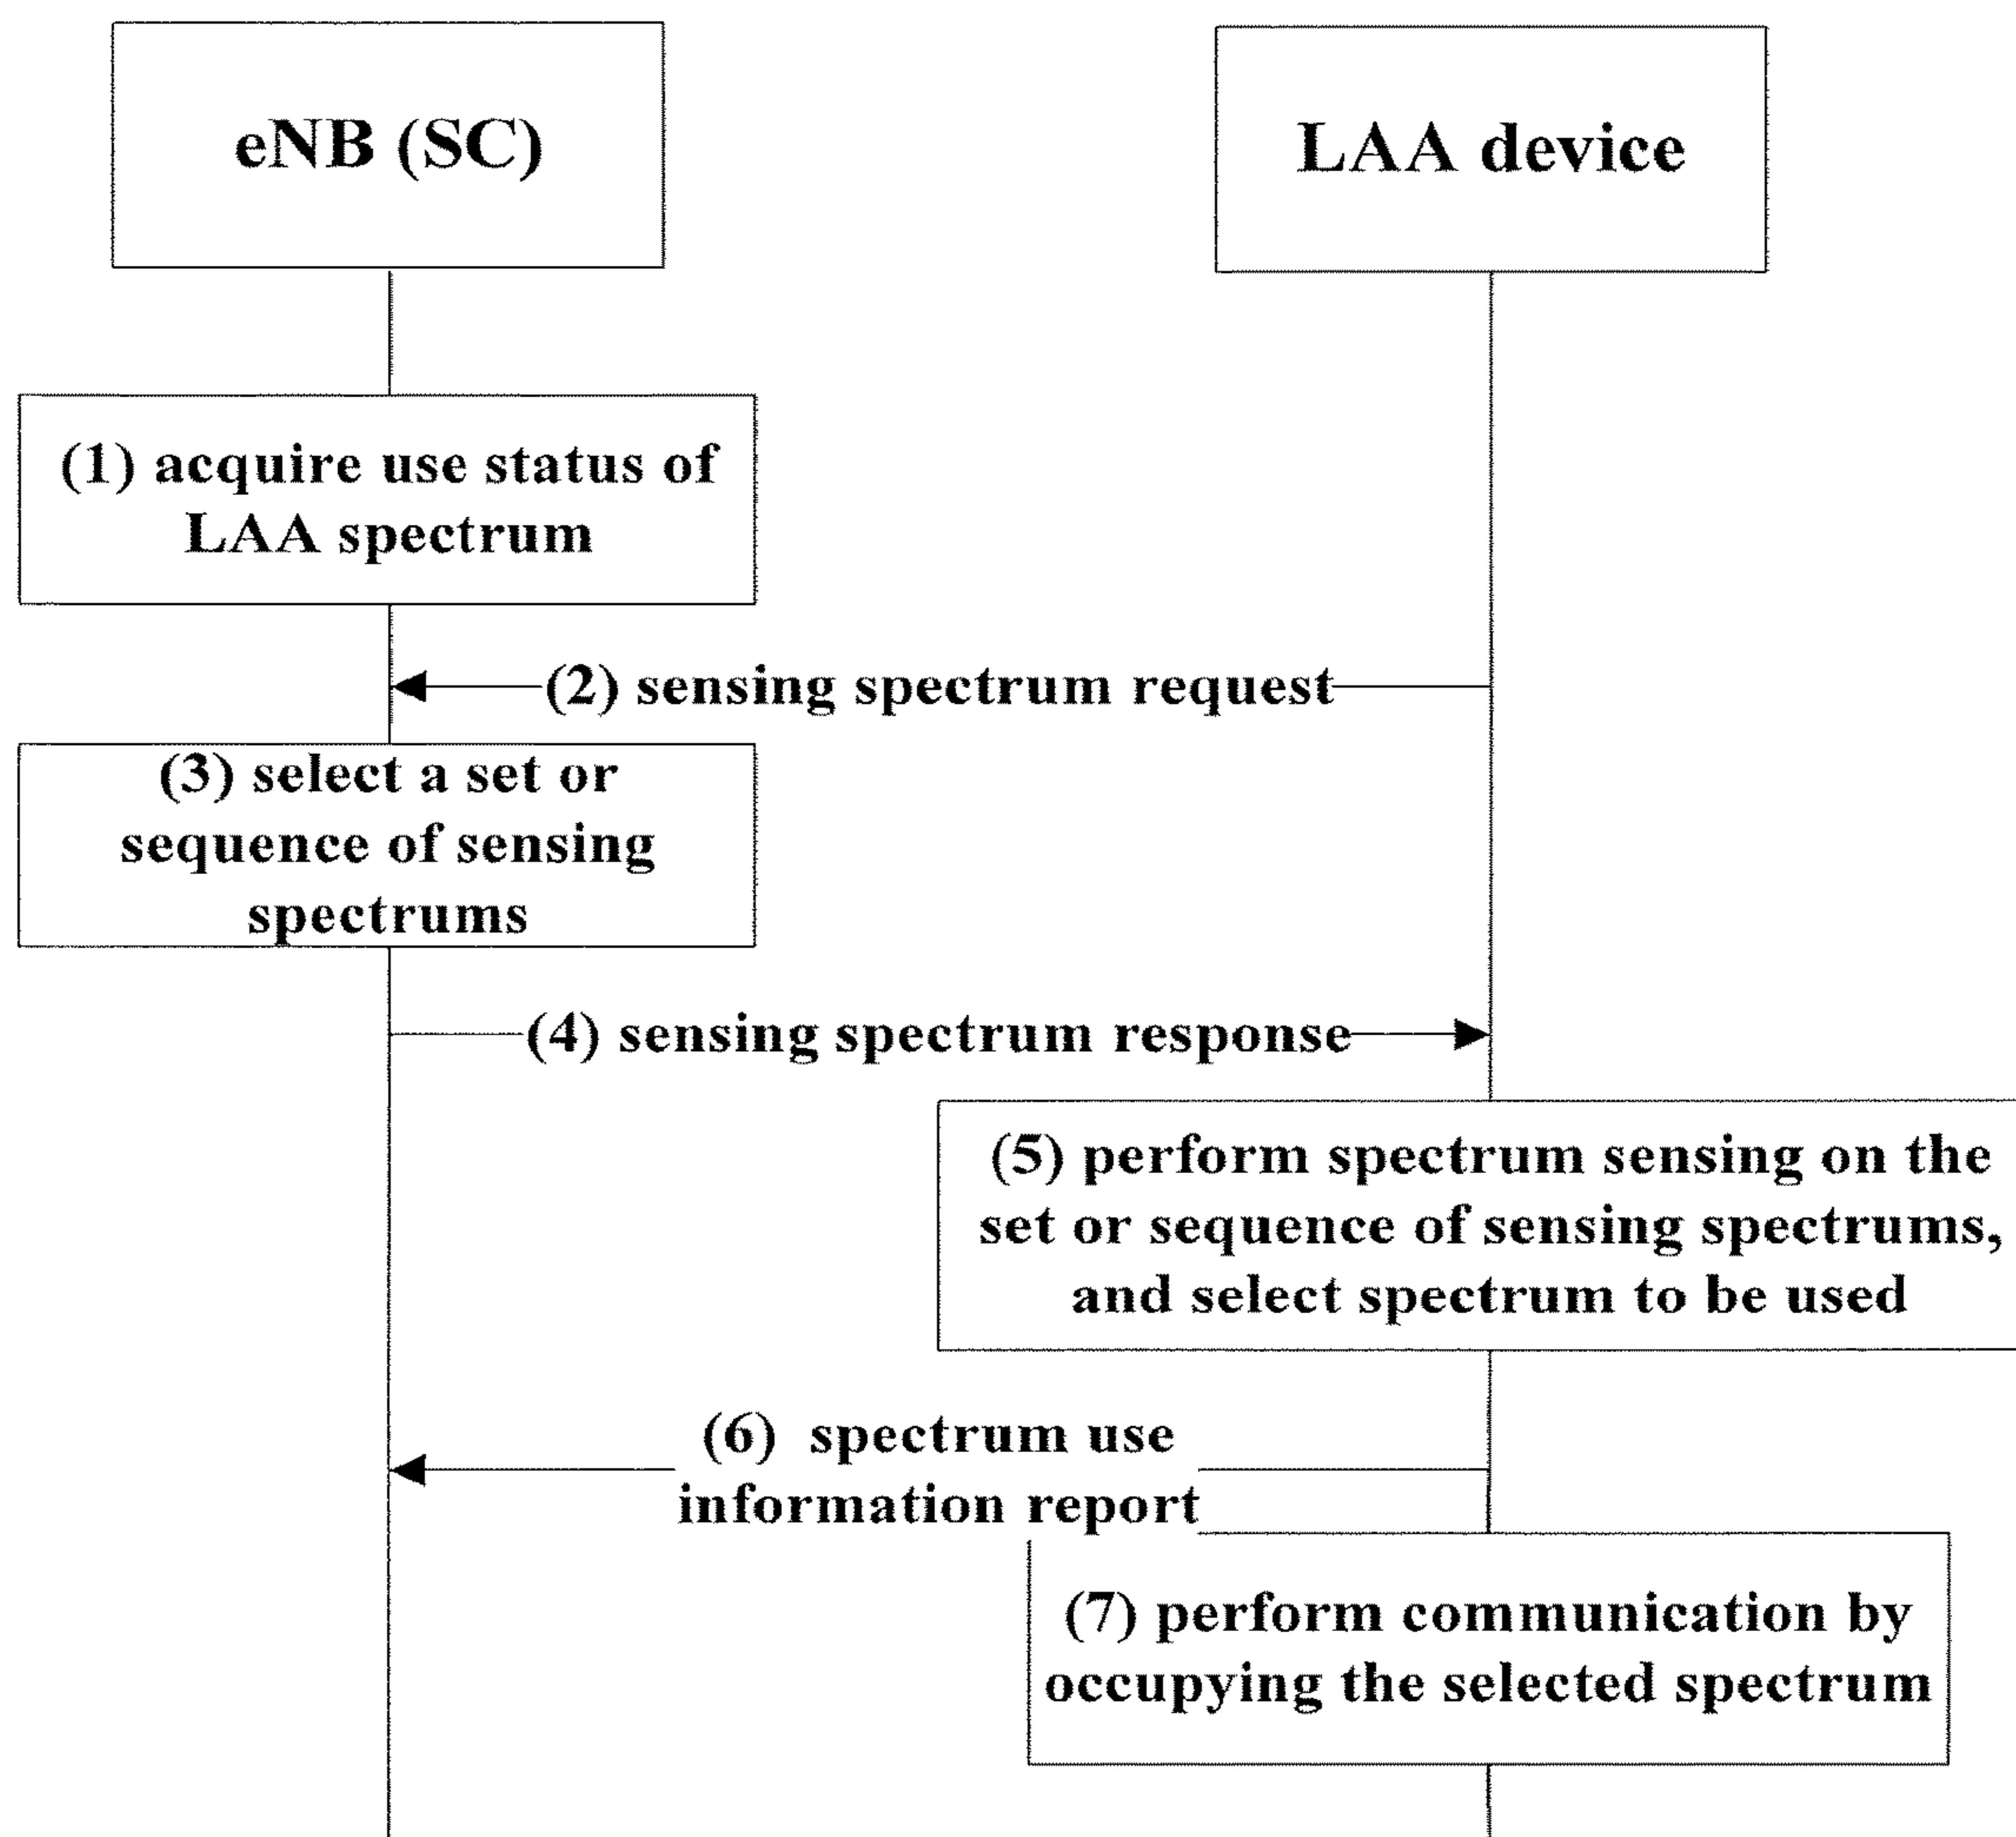 eNB (SC)
LAA device
(1) acquire use status of
LAA spectrum
(2) sensing spectrum request
(3) select a set or
sequence of sensing
spectrums
(4) sensing spectrum response
(5) perform spectrum sensing on the
set or sequence of sensing spectrums,
and select spectrum to be used
(6) spectrum use
information report
(7) perform communication by
occupying the selected spectrum